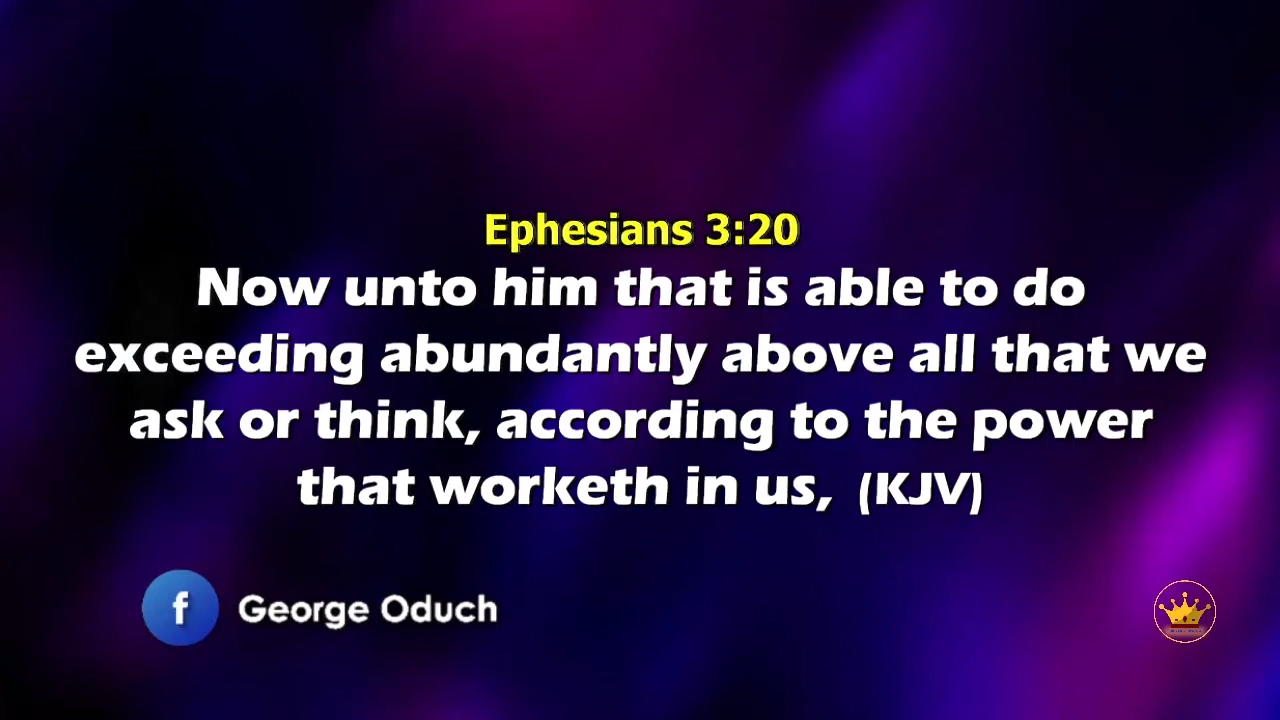 Ephesians 3:20
Now unto him that is able to do
exceeding abundantly above all that we
ask or think, according to the power
that worketh in us, (KJV)
f George Oduch